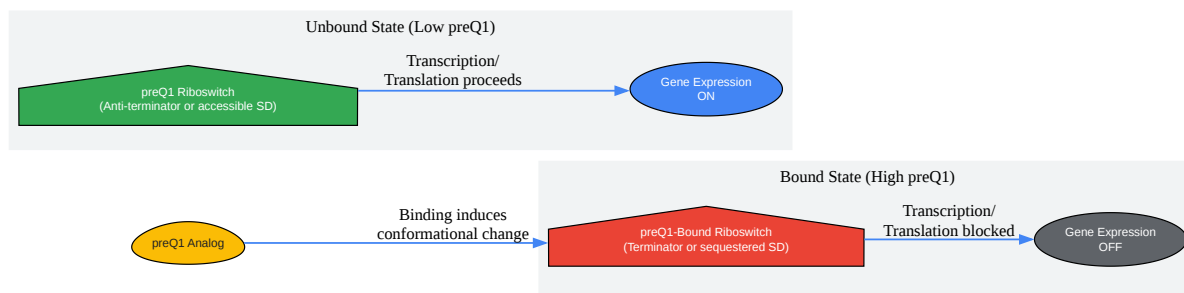 Unbound State (Low preQ1)
Transcription/
Translation proceeds
preQ1 Riboswitch
(Anti-terminator or accessible SD)
Gene Expression
ON
Bound State (High preQ1)
preQ1 Analog
Binding induces
conformational change
preQ1-Bound Riboswitch
(Terminator or sequestered SD)
Transcription/
Translation blocked
Gene Expression
OFF